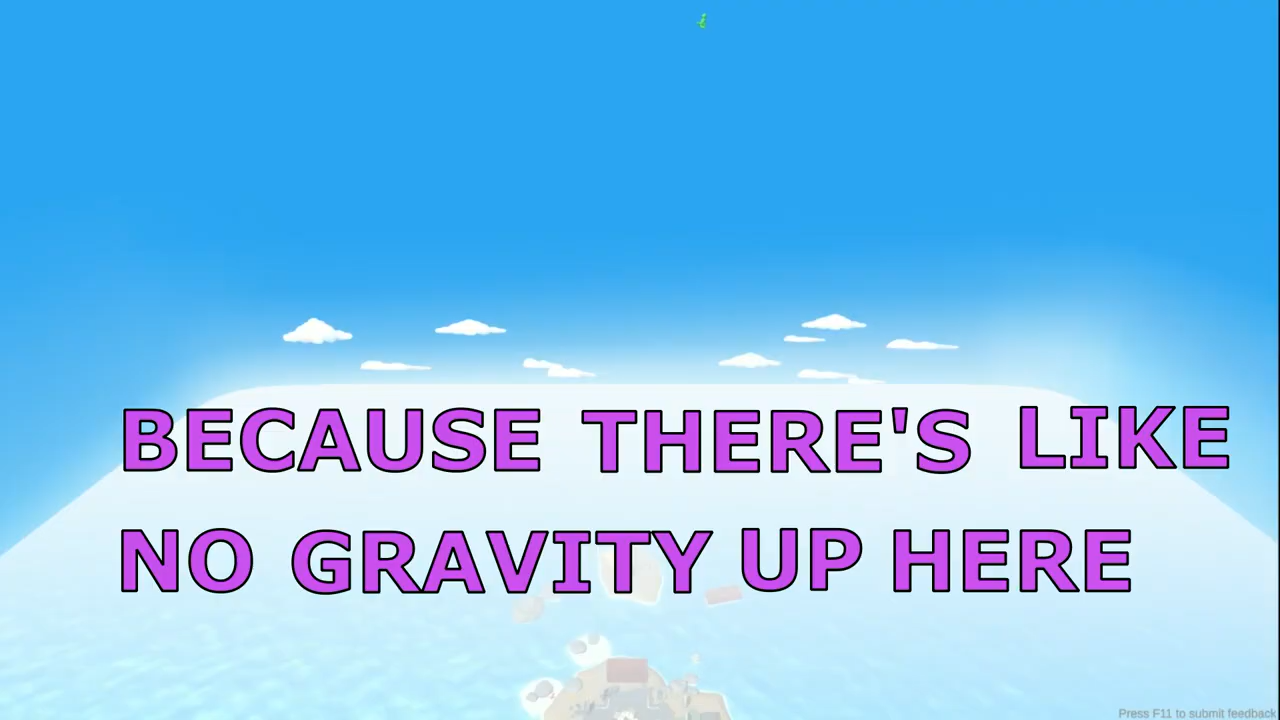 BECAUSE THERE'S LIKE
NO GRAVITY UP HERE
Press F11 to submit feedback